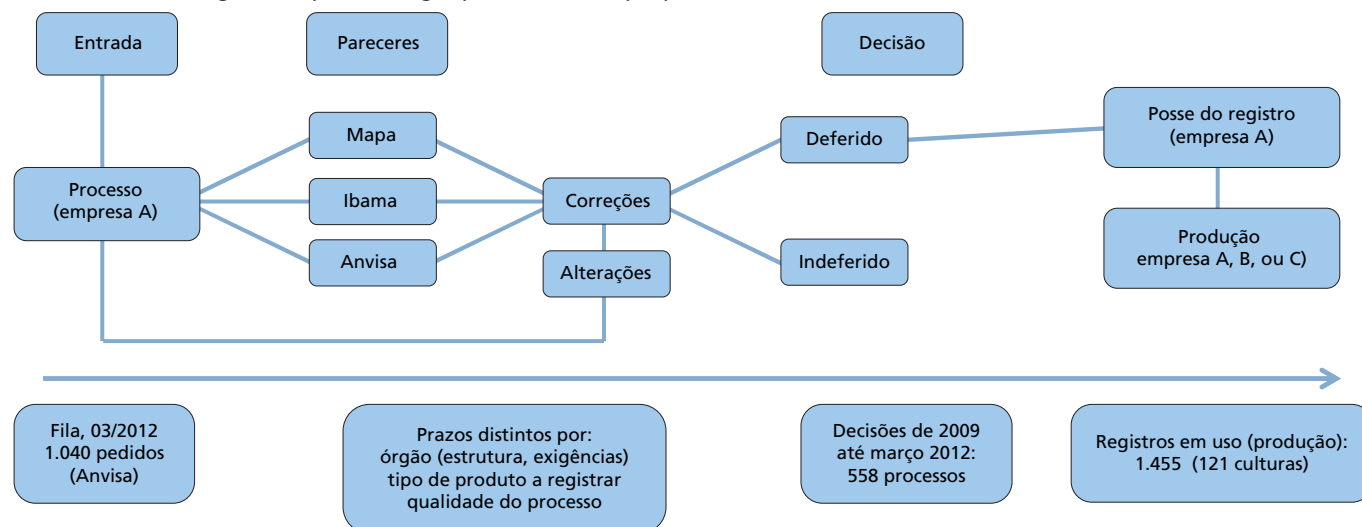 Entrada
Pareceres
Decisão
Processo
(empresa A)
Mapa
Ibama
Anvisa
Correções
Alterações
Deferido
Indeferido
Posse do registro
(empresa A)
Produção
empresa A, B, ou C)
Fila, 03/2012
1.040 pedidos
(Anvisa)
Prazos distintos por:
órgão (estrutura, exigências)
tipo de produto a registrar
qualidade do processo
Decisões de 2009
até março 2012:
558 processos
Registros em uso (produção):
1.455 (121 culturas)